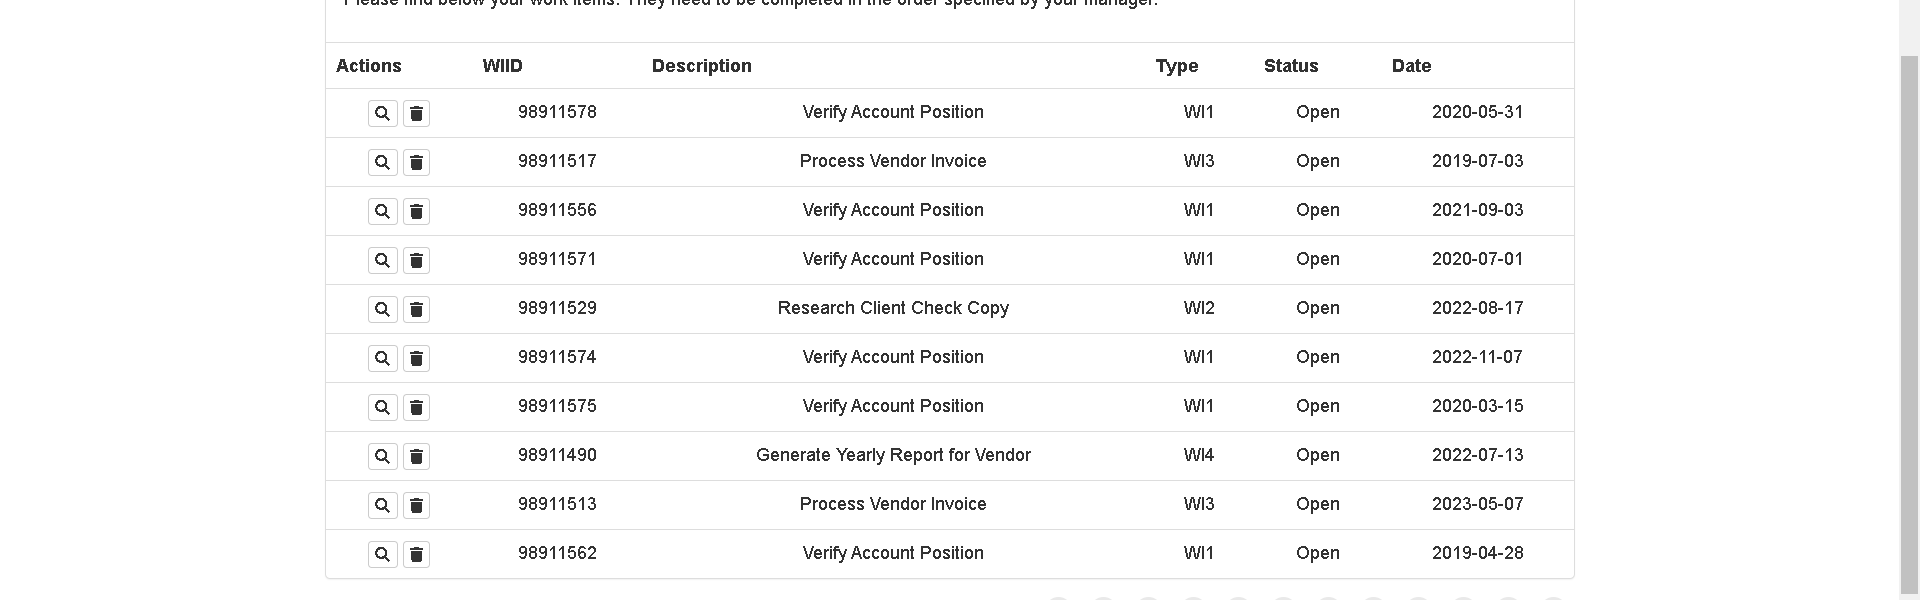 Please find below your work items. They need to be completed in the order specified by your manager.
Actions WIID Description Type Status Date
98911578 Verify Account Position WI1 Open 2020-05-31
98911517 Process Vendor Invoice WI3 Open 2019-07-03
98911556 Verify Account Position WI1 Open 2021-09-03
98911571 Verify Account Position WI1 Open 2020-07-01
98911529 Research Client Check Copy WI2 Open 2022-08-17
98911574 Verify Account Position WI1 Open 2022-11-07
98911575 Verify Account Position WI1 Open 2020-03-15
98911490 Generate Yearly Report for Vendor WI4 Open 2022-07-13
98911513 Process Vendor Invoice WI3 Open 2023-05-07
98911562 Verify Account Position WI1 Open 2019-04-28